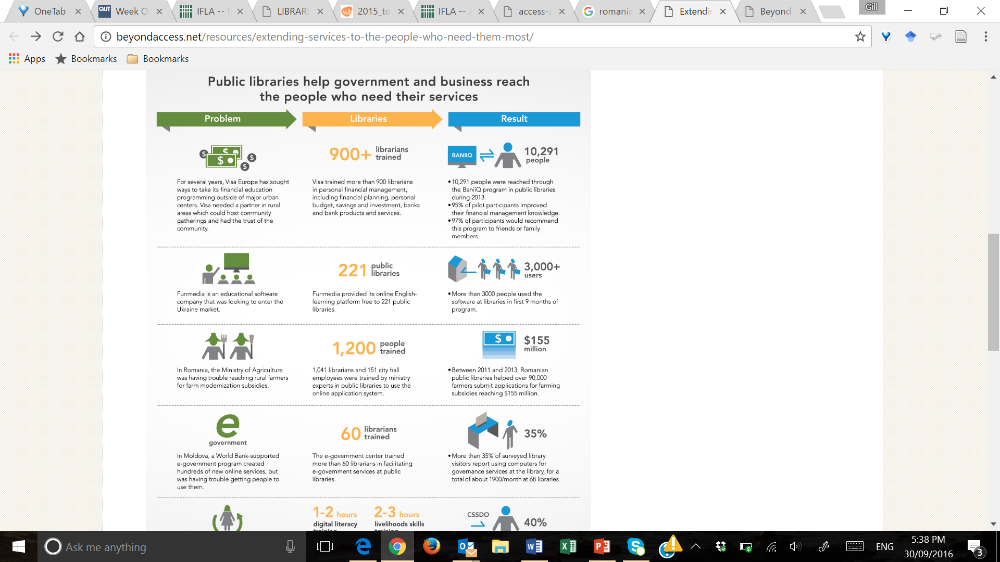 OneTab
QUT Week O
IFLA -- 
LIBRARI
2015_to
IFLA -- 
access-a
romania
Extendin
Beyond
Gill
beyondaccess.net/resources/extending-services-to-the-people-who-need-them-most/
Apps Bookmarks Bookmarks
Public libraries help government and business reach
the people who need their services
Problem
Libraries
Result
$ $ $ $
900+ librarians
trained
BANIIQ
10,291
people
For several years, Visa Europe has sought
ways to take its financial education
programming outside of major urban
centers. Visa needed a partner in rural
areas which could host community
gatherings and had the trust of the
community.
Visa trained more than 900 librarians
in personal financial management,
including financial planning, personal
budget, savings and investment, banks
and bank products and services.
• 10,291 people were reached through
the BaniiQ program in public libraries
during 2013.
• 95% of pilot participants improved
their financial management knowledge.
• 97% of participants would recommend
this program to friends or family
members.
221 public
libraries
3,000+
users
Funmedia is an educational software
company that was looking to enter the
Ukraine market.
Funmedia provided its online English-
learning platform free to 221 public
libraries.
• More than 3000 people used the
software at libraries in first 9 months of
program.
1,200 people
trained
$
$155
million
In Romania, the Ministry of Agriculture
was having trouble reaching rural farmers
for farm modernization subsidies.
1,041 librarians and 151 city hall
employees were trained by ministry
experts in public libraries to use the
online application system.
• Between 2011 and 2013, Romanian
public libraries helped over 90,000
farmers submit applications for farming
subsidies reaching $155 million.
e
government
60 librarians
trained
35%
In Moldova, a World Bank-supported
e-government program created
hundreds of new online services, but
was having trouble getting people to
use them.
The e-government center trained
more than 60 librarians in facilitating
e-government services at public
libraries.
• More than 35% of surveyed library
visitors report using computers for
governance services at the library, for a
total of about 1900/month at 68 libraries.
1-2 hours
digital literacy
training
2-3 hours
livelihoods skills
training
CSSDO
40%
Ask me anything
ENG
5:38 PM
30/09/2016
3